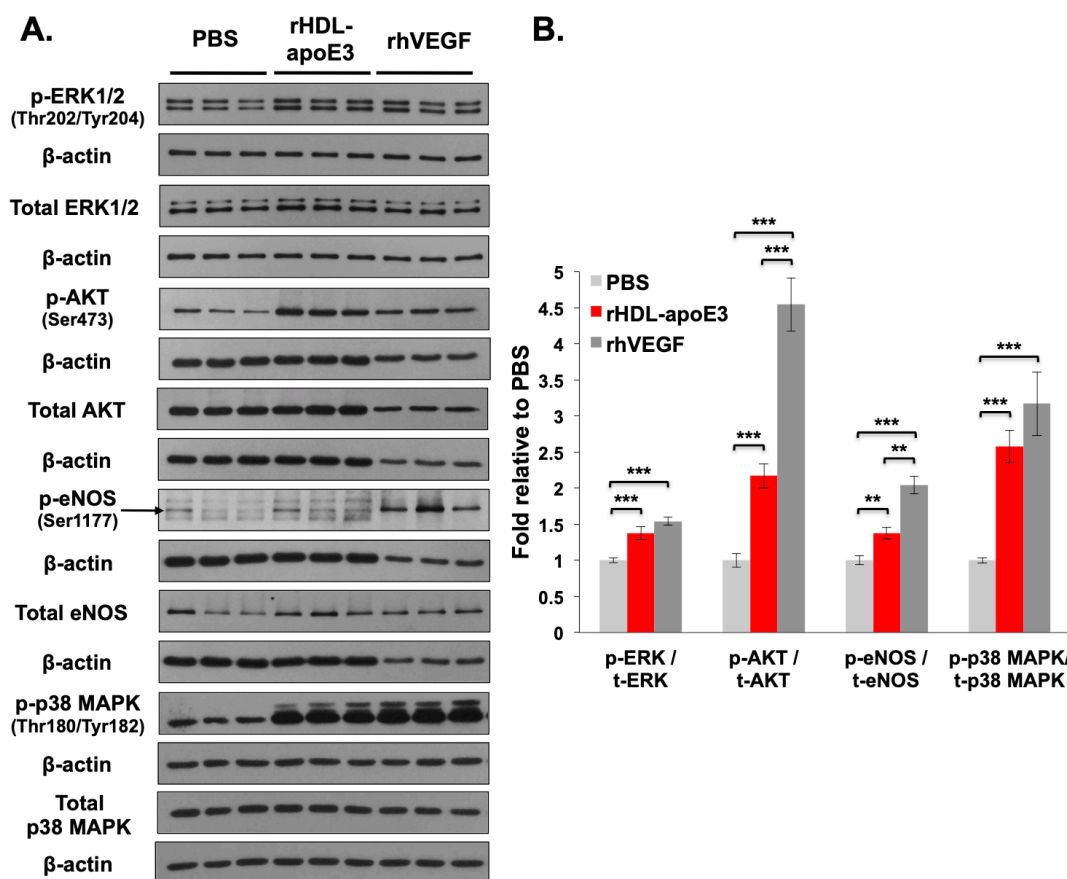 A.
PBS
rHDL-
apoE3
rhVEGF
p-ERK1/2
(Thr202/Tyr204)
β-actin
Total ERK1/2
β-actin
p-AKT
(Ser473)
β-actin
Total AKT
β-actin
p-eNOS
(Ser1177)
β-actin
Total eNOS
β-actin
p-p38 MAPK
(Thr180/Tyr182)
β-actin
Total
p38 MAPK
β-actin
B.
Fold relative to PBS
5
4.5
4
3.5
3
2.5
2
1.5
1
0.5
0
PBS
rHDL-apoE3
rhVEGF
***
***
***
***
***
***
**
**
***
***
p-ERK /
t-ERK
p-AKT /
t-AKT
p-eNOS /
t-eNOS
p-p38 MAPK/
t-p38 MAPK